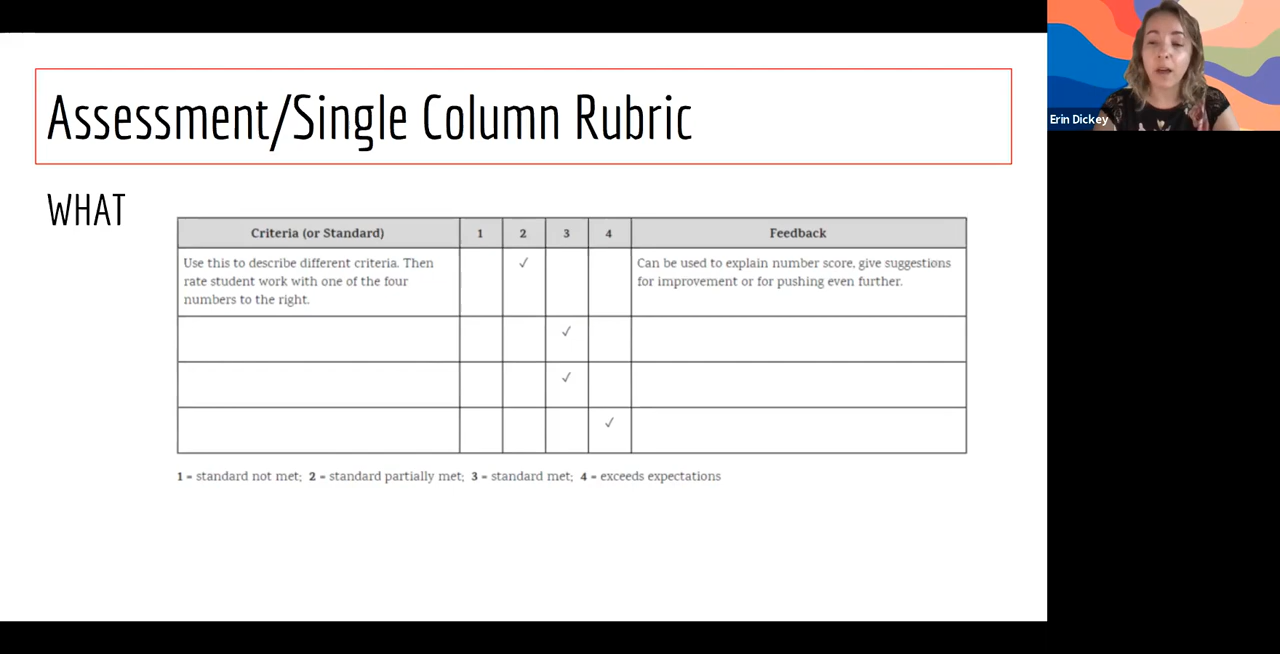 Assessment/Single Column Rubric
Erin Dickey
WHAT
Criteria (or Standard) 1 2 3 4 Feedback
Use this to describe different criteria. Then
rate student work with one of the four
numbers to the right.
✓
Can be used to explain number score, give suggestions
for improvement or for pushing even further.
✓
✓
✓
1 = standard not met; 2 = standard partially met; 3 = standard met; 4 = exceeds expectations